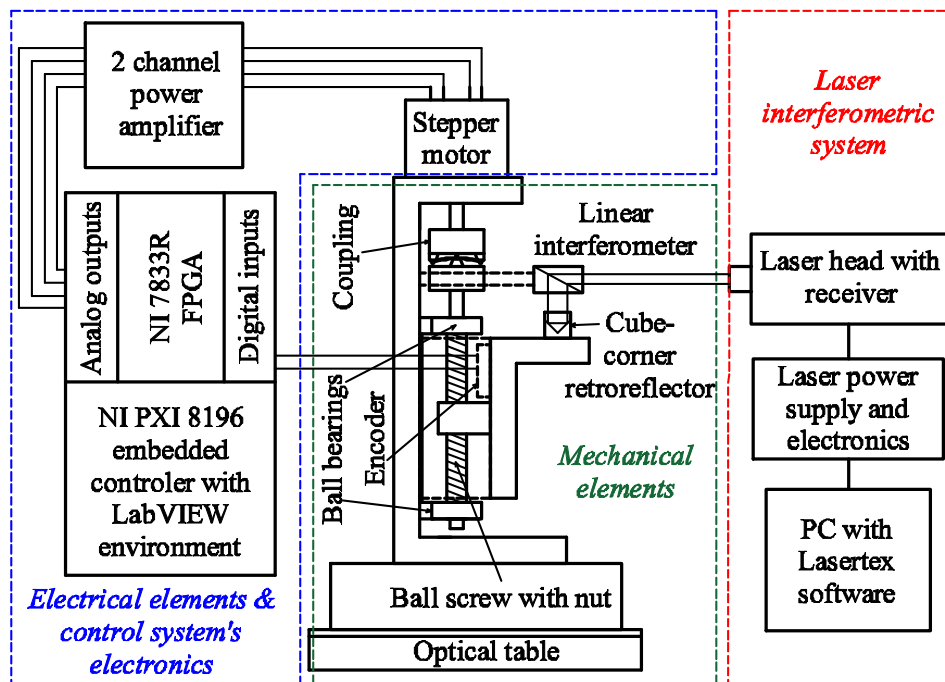 2 channel
power
amplifier
Stepper
motor
Laser
interferometric
system
Analog outputs
NI 7833R
FPGA
Digital inputs
NI PXI 8196
embedded
controler with
LabVIEW
environment
Electrical elements &
control system's
electronics
Coupling
Linear
interferometer
Cube-
corner
retroreflector
Ball bearings
Encoder
Mechanical
elements
Ball screw with nut
Optical table
Laser head with
receiver
Laser power
supply and
electronics
PC with
Lasertex
software